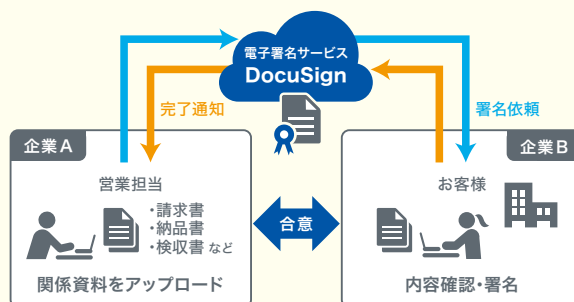 電子署名サービス
DocuSign
完了通知
署名依頼
企業A
営業担当
・請求書
・納品書
・検収書 など
関係資料をアップロード
合意
企業B
お客様
内容確認・署名